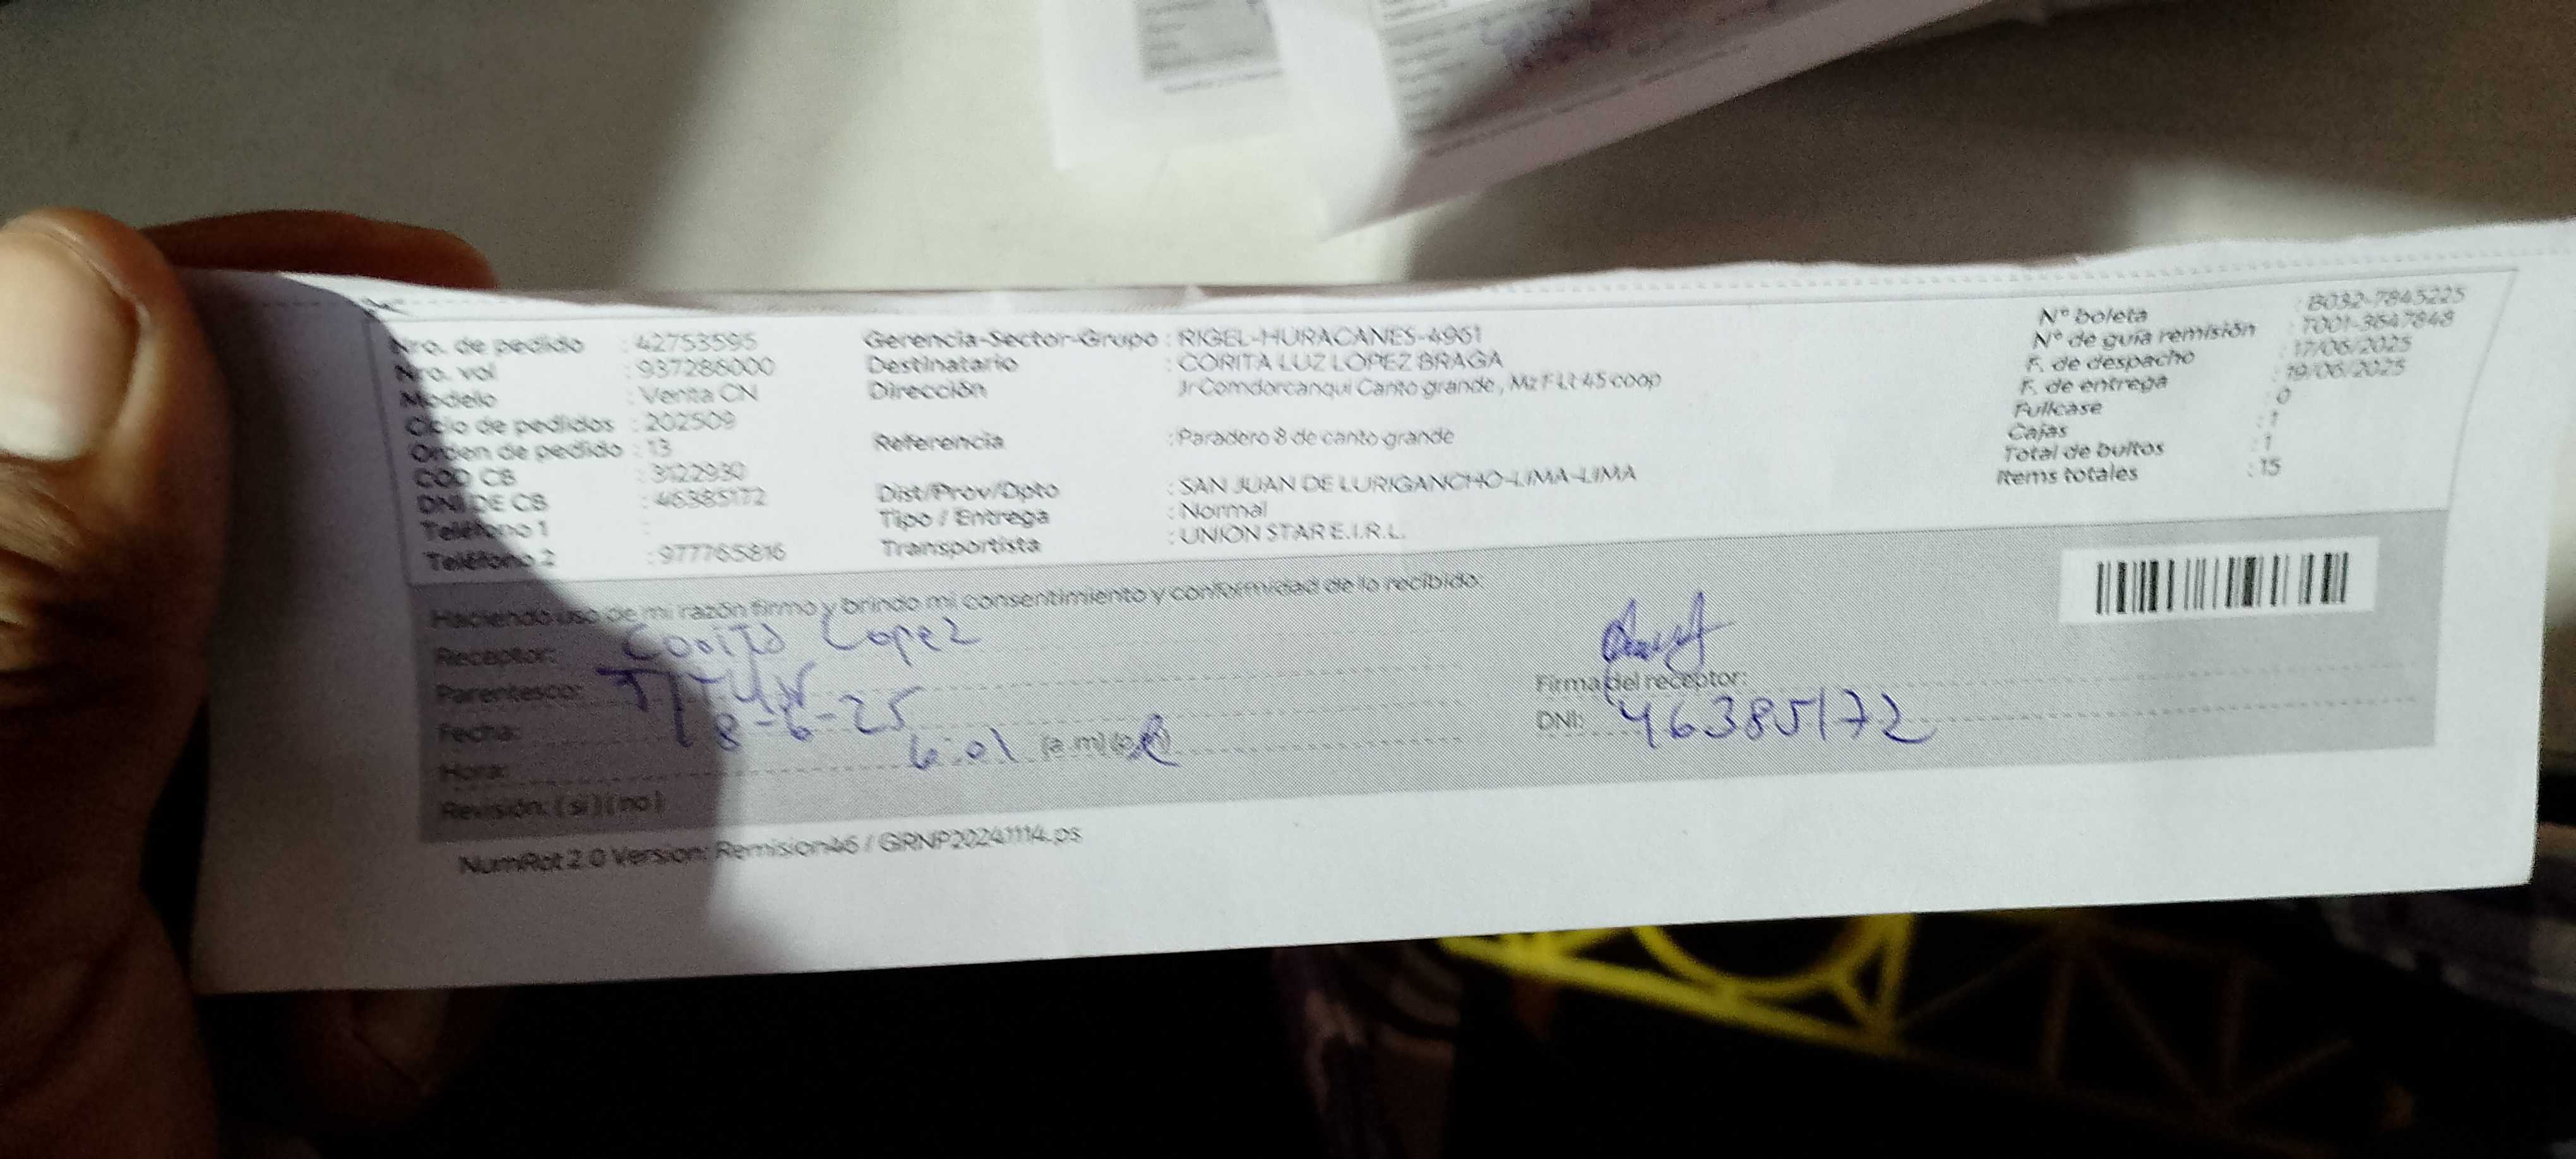 Nro. de pedido : 42753595
Nro. vol : 937286000
Modelo : Venta CN
Ciclo de pedidos : 202509
Orden de pedido : 13
COD CB : 3122930
DNI DE CB : 46385172
Teléfono 1 :
Teléfono 2 : 977765816
Gerencia-Sector-Grupo : RIGEL-HURACANES-4961
Destinatario : CORITA LUZ LOPEZ BRAGA
Dirección Jr Comdorcanqui Canto grande, Mz F Lt 45 coop
Referencia : Paradero 8 de canto grande
Dist/Prov/Dpto : SAN JUAN DE LURIGANCHO-LIMA-LIMA
Tipo / Entrega : Normal
Transportista : UNION STAR E.I.R.L.
N° boleta : B032-7845225
N° de guía remisión : T001-3647848
F. de despacho : 17/06/2025
F. de entrega : 19/06/2025
Fullcase : 0
Cajas : 1
Total de bultos : 1
Items totales : 15
Haciendo uso de mi razón firmo y brindo mi consentimiento y conformidad de lo recibido:
Receptor: Corita Lopez
Parentesco: Titular
Fecha: 18-6-25
Hora: 6:01 (a.m) (p.m)
Revisión: (si) (no)
Firma del receptor:
DNI: 46385172
NumRot 2.0 Version: Remision46 / GIRNP20241114.ps